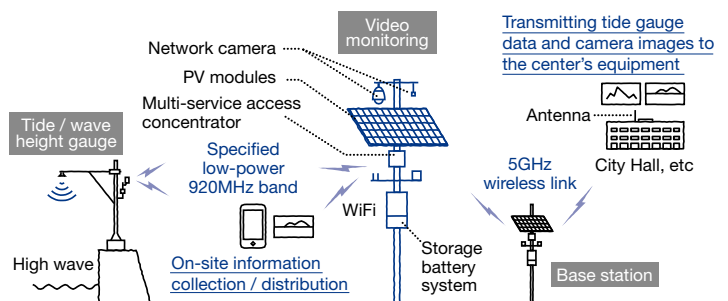 Video
monitoring
Network camera
PV modules
Multi-service access
concentrator
Transmitting tide gauge
data and camera images to
the center's equipment
Antenna
City Hall, etc
Tide / wave
height gauge
Specified
low-power
920MHz band
5GHz
wireless link
WiFi
High wave
On-site information
collection / distribution
Storage
battery
system
Base station